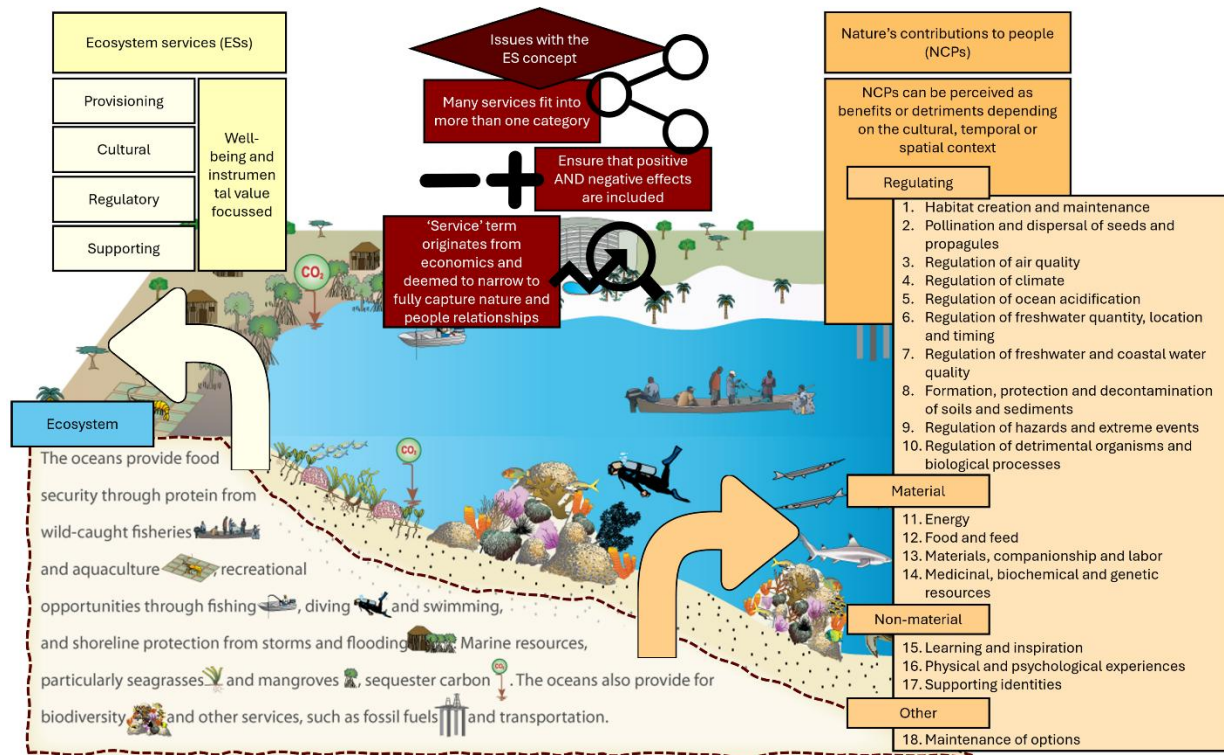 Ecosystem services (ESs)
Provisioning
Cultural
Regulatory
Supporting
Well-
being and
instrumen
tal value
focussed
Issues with the
ES concept
Many services fit into
more than one category
Ensure that positive
AND negative effects
are included
‘Service’ term
originates from
economics and
deemed to narrow to
fully capture nature and
people relationships
Nature’s contributions to people
(NCPs)
NCPs can be perceived as
benefits or detriments depending
on the cultural, temporal or
spatial context
Regulating
1. Habitat creation and maintenance
2. Pollination and dispersal of seeds and
propagules
3. Regulation of air quality
4. Regulation of climate
5. Regulation of ocean acidification
6. Regulation of freshwater quantity, location
and timing
7. Regulation of freshwater and coastal water
quality
8. Formation, protection and decontamination
of soils and sediments
9. Regulation of hazards and extreme events
10. Regulation of detrimental organisms and
biological processes
Material
11. Energy
12. Food and feed
13. Materials, companionship and labor
14. Medicinal, biochemical and genetic
resources
Non-material
15. Learning and inspiration
16. Physical and psychological experiences
17. Supporting identities
Other
18. Maintenance of options
CO₂
CO₂
Ecosystem
The oceans provide food
security through protein from
wild-caught fisheries
and aquaculture , recreational
opportunities through fishing , diving and swimming,
and shoreline protection from storms and flooding . Marine resources,
particularly seagrasses and mangroves , sequester carbon CO₂ . The oceans also provide for
biodiversity and other services, such as fossil fuels and transportation.